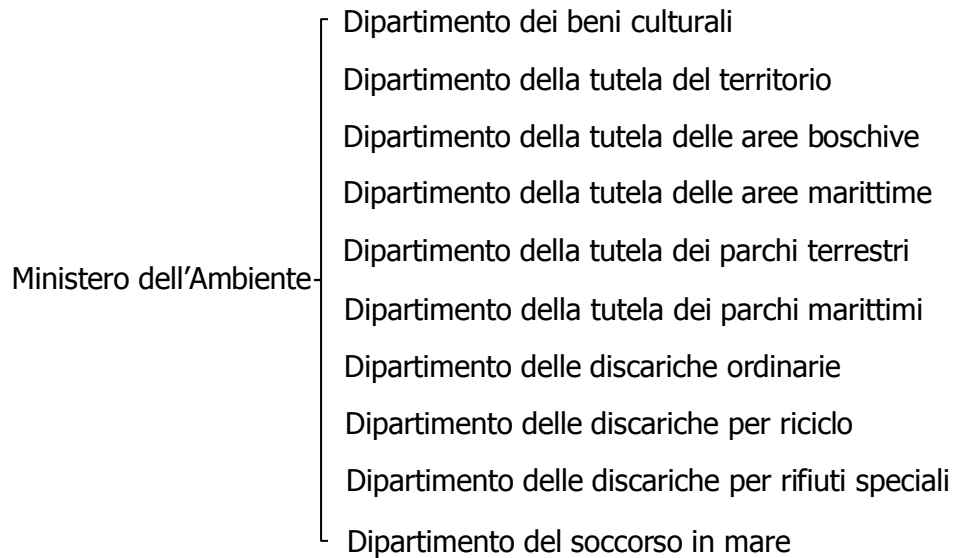 Dipartimento dei beni culturali
Dipartimento della tutela del territorio
Dipartimento della tutela delle aree boschive
Dipartimento della tutela delle aree marittime
Dipartimento della tutela dei parchi terrestri
Ministero dell'Ambiente
Dipartimento della tutela dei parchi marittimi
Dipartimento delle discariche ordinarie
Dipartimento delle discariche per riciclo
Dipartimento delle discariche per rifiuti speciali
Dipartimento del soccorso in mare